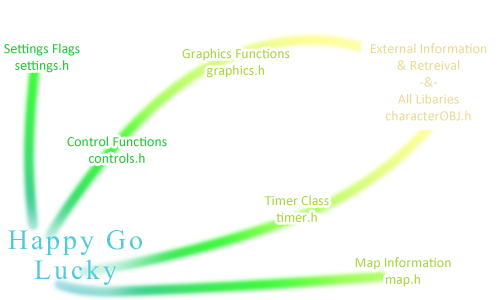 Settings Flags
settings.h
Graphics Functions
graphics.h
External Information
& Retreival
-&-
All Libaries
characterOBJ.h
Control Functions
controls.h
Timer Class
timer.h
Happy Go
Lucky
Map Information
map.h